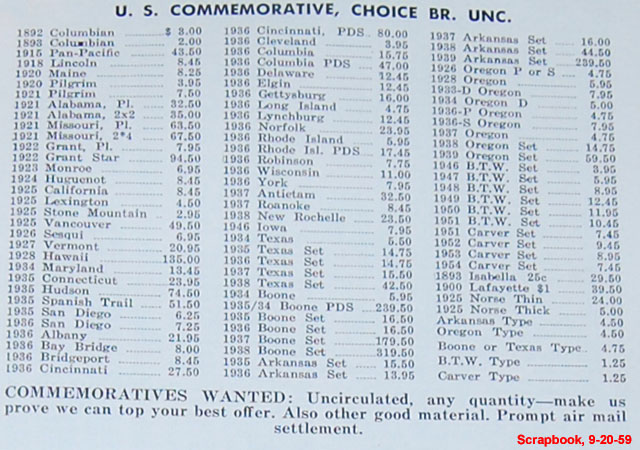 U. S. COMMEMORATIVE, CHOICE BR. UNC.
1892 Columbian $ 3.00
1893 Columbian 2.00
1915 Pan-Pacific 43.50
1918 Lincoln 8.45
1920 Maine 8.25
1920 Pilgrim 3.95
1921 Pilgrim 7.50
1921 Alabama, Pl. 32.50
1921 Alabama, 2x2 35.00
1921 Missouri, Pl. 63.50
1921 Missouri, 2*4 67.50
1922 Grant, Pl. 7.95
1922 Grant Star 94.50
1923 Monroe 6.95
1924 Huguenot 8.45
1925 California 8.45
1925 Lexington 4.50
1925 Stone Mountain 2.95
1925 Vancouver 49.50
1926 Sesqui 6.95
1927 Vermont 20.95
1928 Hawaii 135.00
1934 Maryland 13.45
1935 Connecticut 23.95
1935 Hudson 74.50
1935 Spanish Trail 51.50
1935 San Diego 6.25
1936 San Diego 7.25
1936 Albany 21.95
1936 Bay Bridge 8.00
1936 Bridgeport 8.45
1936 Cincinnati 27.50
1936 Cincinnati, PDS 80.00
1936 Cleveland 3.95
1936 Columbia 15.75
1936 Columbia PDS 47.00
1936 Delaware 12.45
1936 Elgin 12.45
1936 Gettysburg 16.00
1936 Long Island 4.75
1936 Lynchburg 12.45
1936 Norfolk 23.95
1936 Rhode Island 5.95
1936 Rhode Isl. PDS 17.45
1936 Robinson 7.75
1936 Wisconsin 11.00
1936 York 7.95
1937 Antietam 32.50
1937 Roanoke 8.45
1938 New Rochelle 23.50
1946 Iowa 7.95
1934 Texas 5.50
1935 Texas Set 14.75
1936 Texas Set 14.75
1937 Texas Set 15.50
1938 Texas Set 42.50
1934 Boone 5.95
1935/34 Boone PDS 239.50
1935 Boone Set 16.50
1936 Boone Set 16.50
1937 Boone Set 179.50
1938 Boone Set 319.50
1935 Arkansas Set 15.50
1936 Arkansas Set 13.95
1937 Arkansas Set 16.00
1938 Arkansas Set 44.50
1939 Arkansas Set 239.50
1926 Oregon P or S 4.75
1928 Oregon 5.95
1933-D Oregon 7.95
1934 Oregon D 5.00
1936-P Oregon 4.75
1936-S Oregon 7.95
1937 Oregon 4.75
1938 Oregon Set 14.75
1939 Oregon Set 59.50
1946 B.T.W. Set 3.95
1947 B.T.W. Set 5.95
1948 B.T.W. Set 8.95
1949 B.T.W. Set 12.45
1950 B.T.W. Set 11.95
1951 B.T.W. Set 10.45
1951 Carver Set 7.45
1952 Carver Set 9.45
1953 Carver Set 8.95
1954 Carver Set 7.45
1893 Isabella 25c 29.50
1900 Lafayette $1 39.50
1925 Norse Thin 24.00
1925 Norse Thick 5.00
Arkansas Type 4.50
Oregon Type 4.50
Boone or Texas Type 4.75
B.T.W. Type 1.25
Carver Type 1.25
COMMEMORATIVES WANTED: Uncirculated, any quantity—make us
prove we can top your best offer. Also other good material. Prompt air mail
settlement.
Scrapbook, 9-20-59